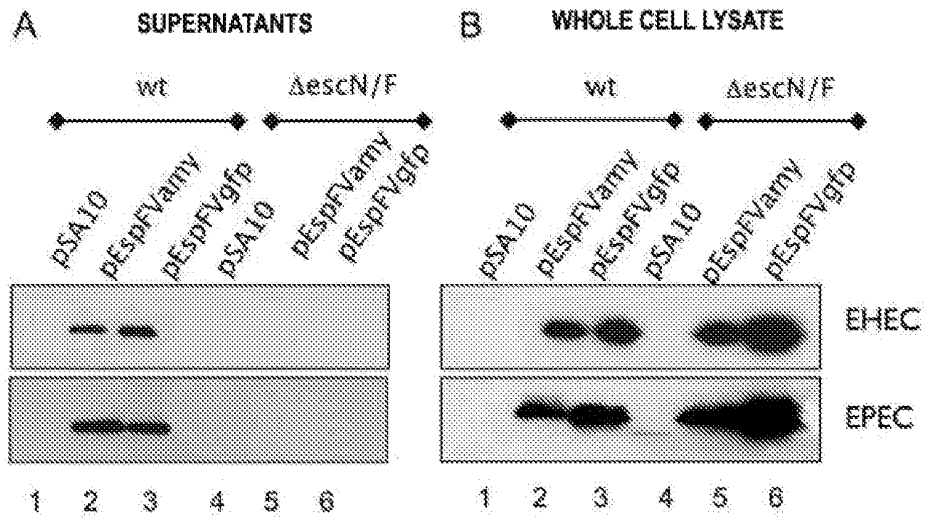 A SUPERNATANTS
wt ΔescN/F
pSA10 pEspFVamy pEspFVgfp pSA10 pEspFVamy pEspFVgfp
1 2 3 4 5 6
B WHOLE CELL LYSATE
wt ΔescN/F
pSA10 pEspFVamy pEspFVgfp pSA10 pEspFVamy pEspFVgfp
EHEC
EPEC
1 2 3 4 5 6